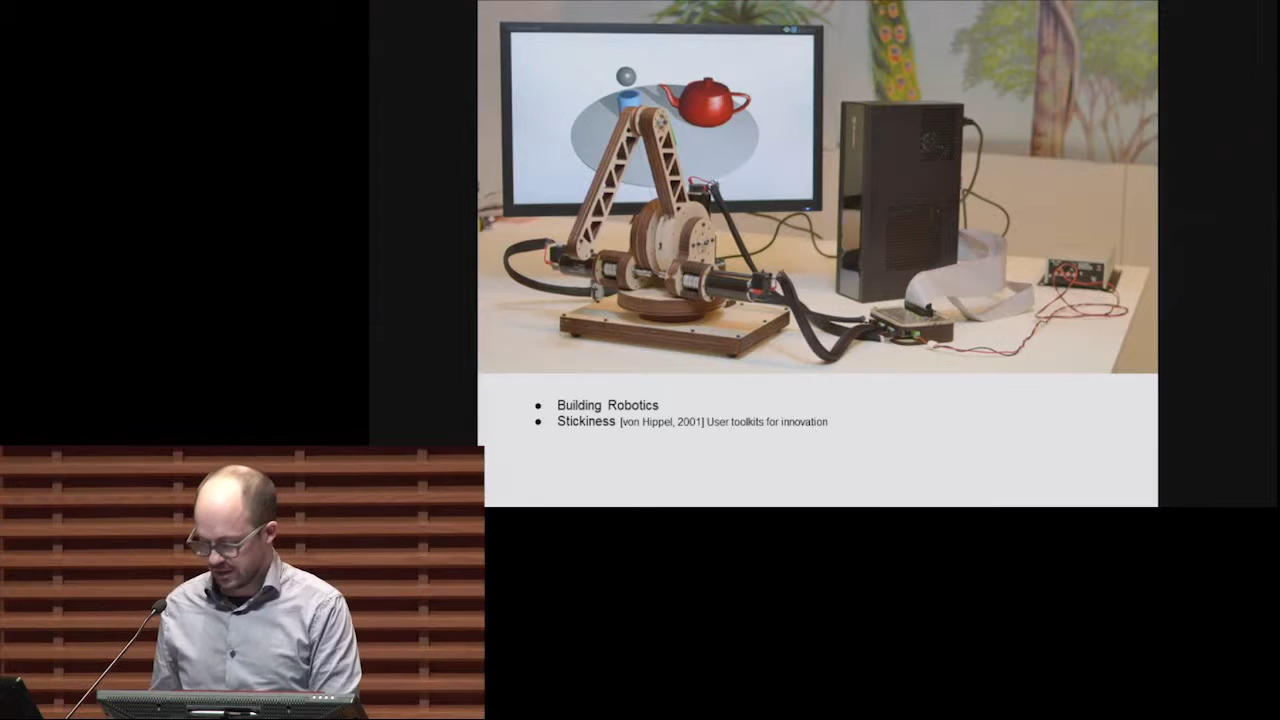 Building Robotics
Stickiness [von Hippel, 2001] User toolkits for innovation